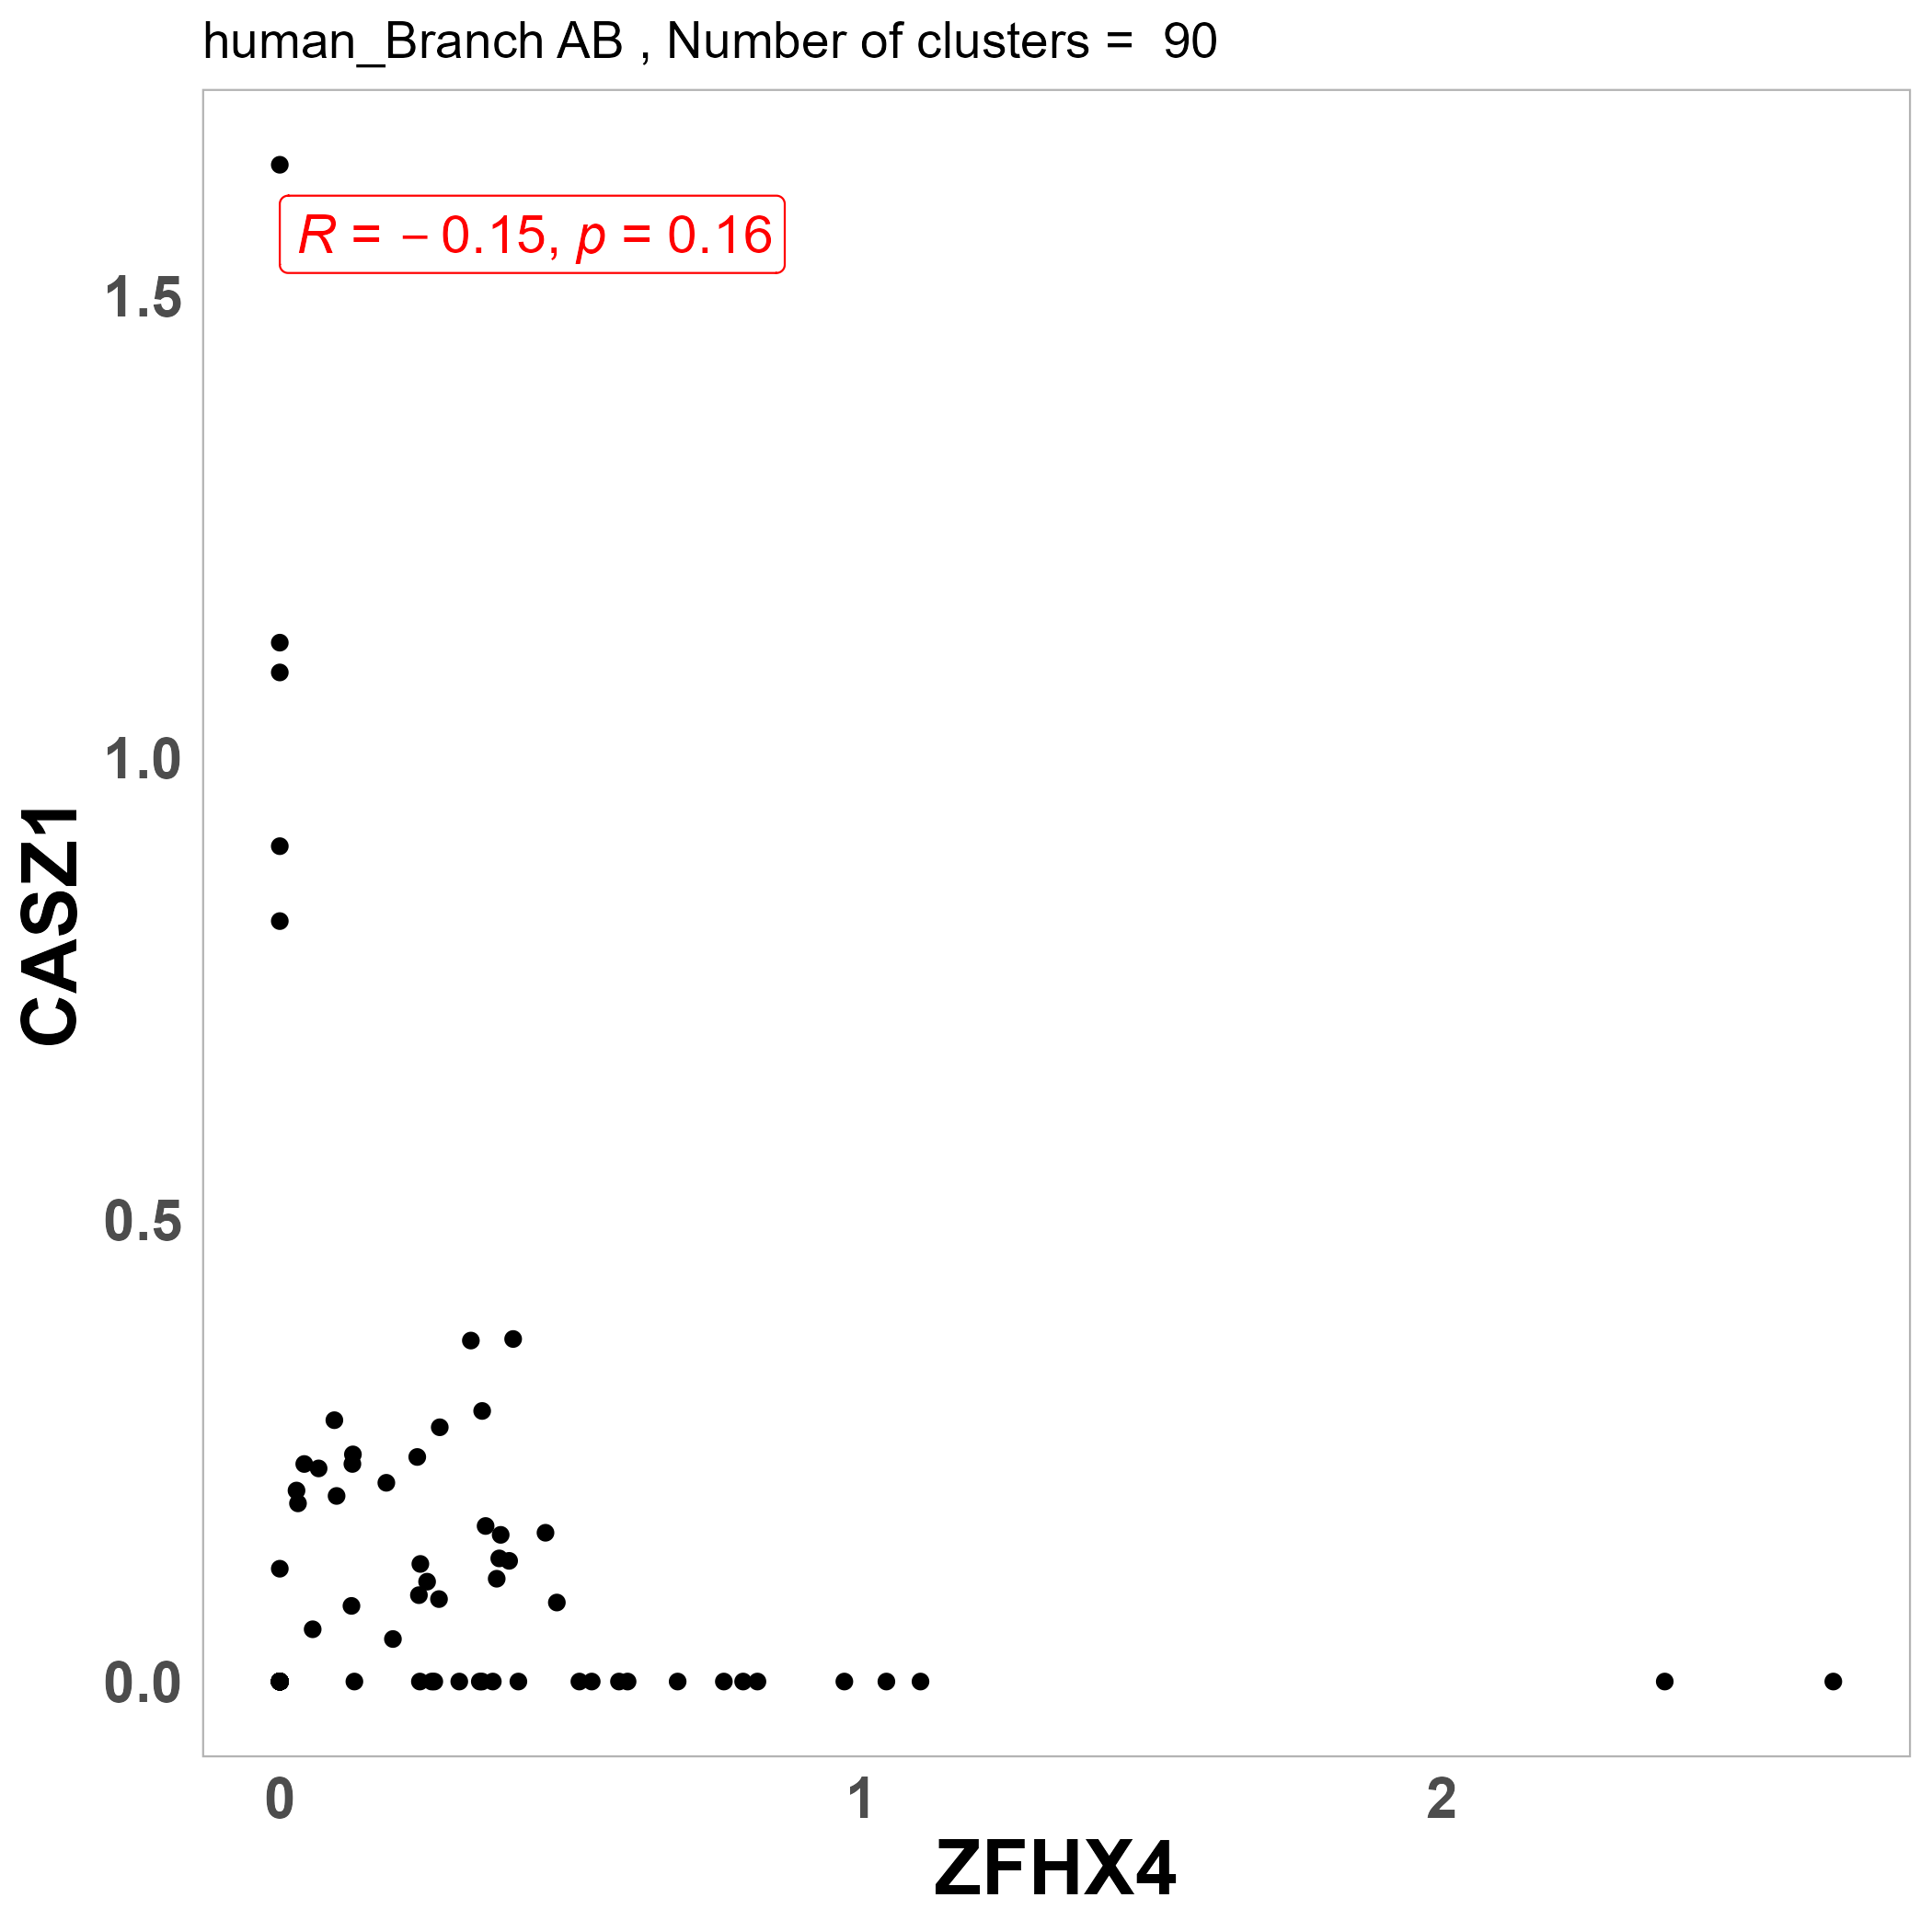 human_Branch AB , Number of clusters =  90
R = − 0.15, p = 0.16
1.5
1.0
0.5
0.0
CASZ1
0 1 2
ZFHX4